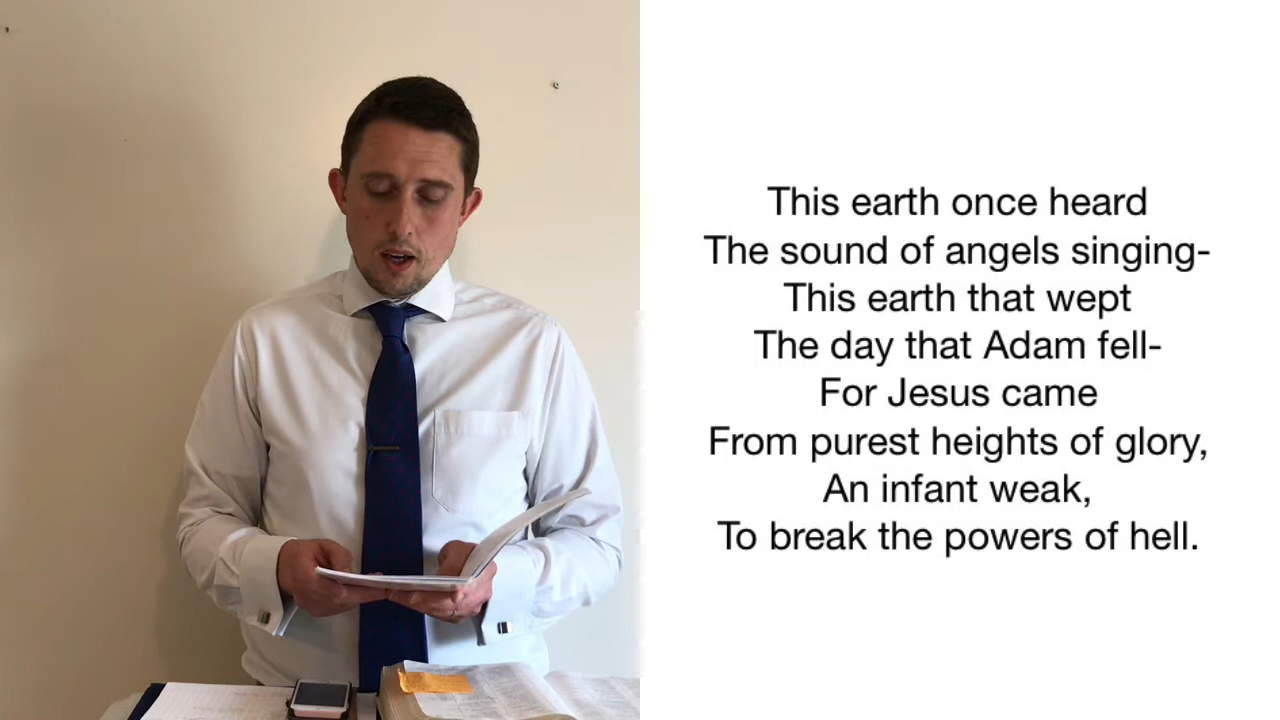 This earth once heard
The sound of angels singing-
This earth that wept
The day that Adam fell-
For Jesus came
From purest heights of glory,
An infant weak,
To break the powers of hell.